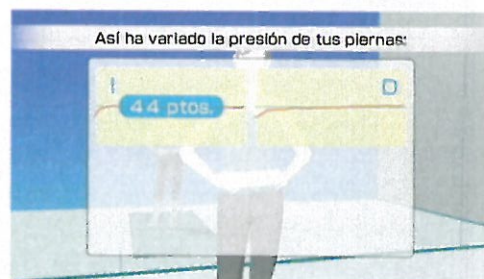 Así ha variado la presión de tus piernas:
I D
44 ptos.